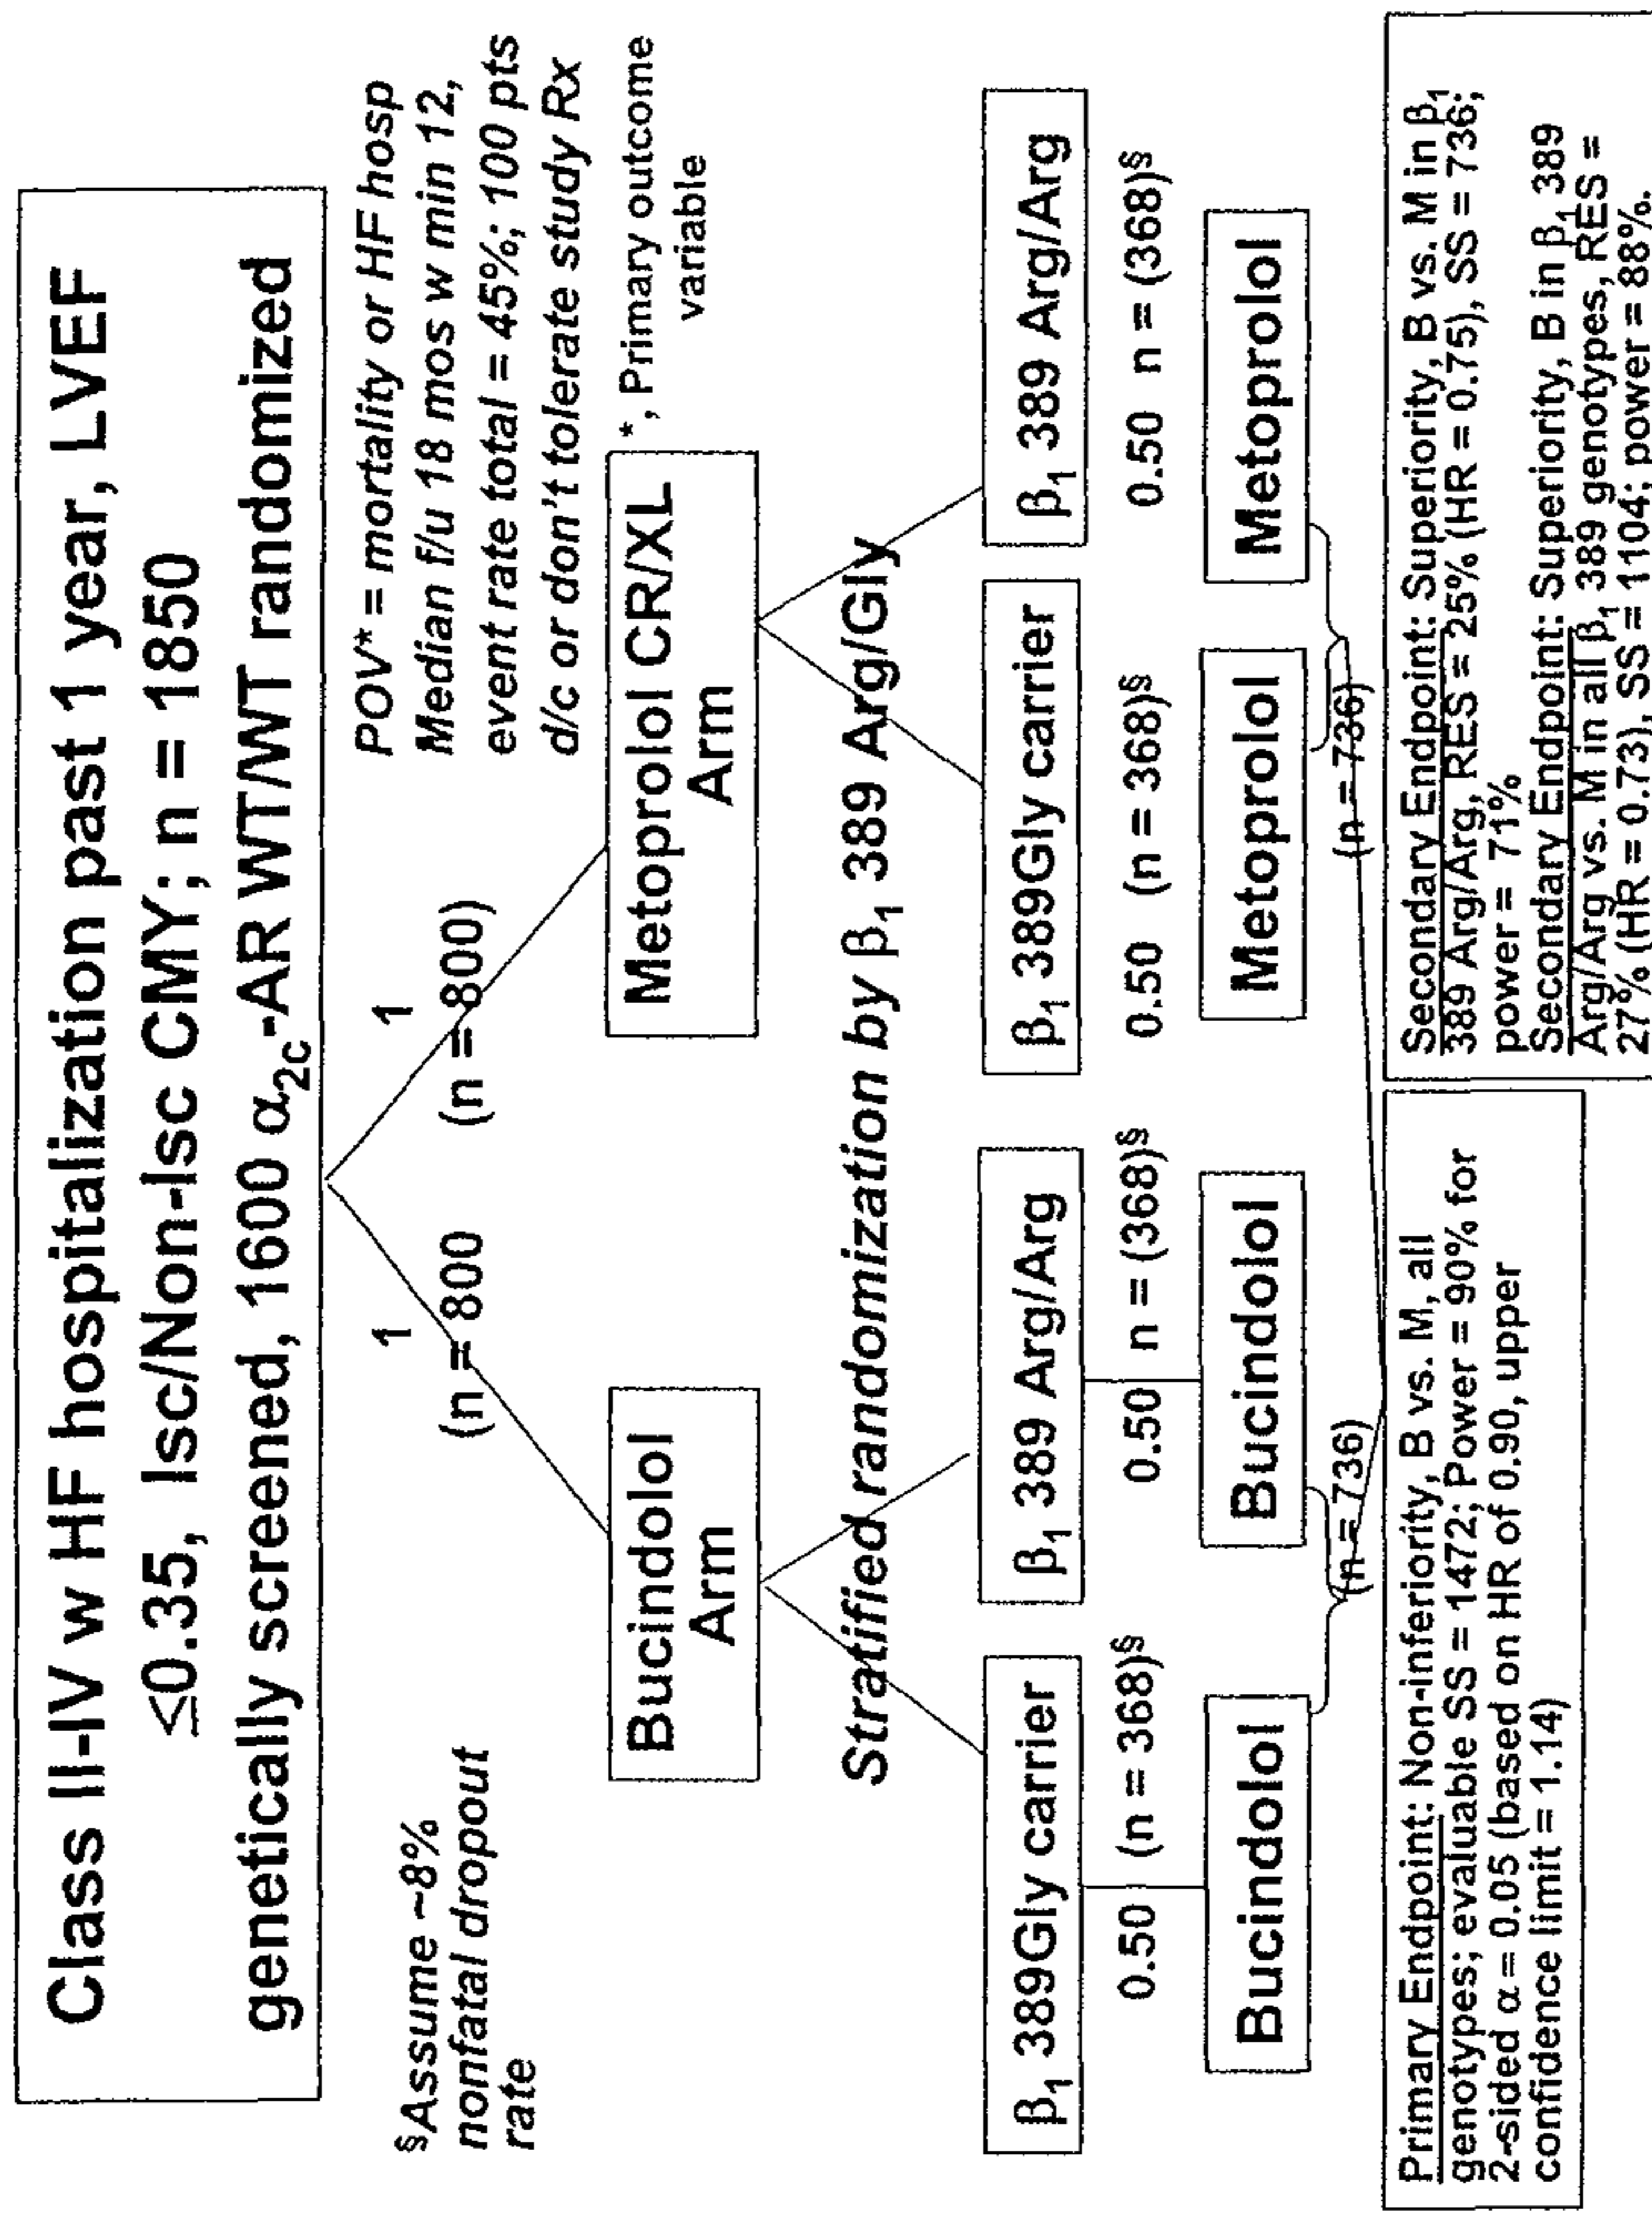 Class II-IV w HF hospitalization past 1 year, LVEF
≤0.35, Isc/Non-Isc CMY; n = 1850
genetically screened, 1600 α2c-AR WT/WT randomized
§Assume ~8%
nonfatal dropout
rate
1
(n = 800
1
(n = 800)
POV* = mortality or HF hosp
Median f/u 18 mos w min 12,
event rate total = 45%; 100 pts
d/c or don't tolerate study Rx
*, Primary outcome
variable
Bucindolol
Arm
Metoprolol CR/XL
Arm
Stratified randomization by β1 389 Arg/Gly
β1 389Gly carrier
β1 389 Arg/Arg
β1 389Gly carrier
β1 389 Arg/Arg
0.50 (n = 368)§
0.50 n = (368)§
0.50 (n = 368)§
0.50 n = (368)§
Bucindolol
Bucindolol
Metoprolol
Metoprolol
(n = 736)
(n = 736)
Primary Endpoint: Non-inferiority, B vs. M, all
genotypes; evaluable SS = 1472; Power = 90% for
2-sided α = 0.05 (based on HR of 0.90, upper
confidence limit = 1.14)
Secondary Endpoint: Superiority, B vs. M in β1
389 Arg/Arg, RES = 25% (HR = 0.75), SS = 736;
power = 71%
Secondary Endpoint: Superiority, B in β1 389
Arg/Arg vs. M in all β1 389 genotypes, RES =
27% (HR = 0.73), SS = 1104; power = 88%.